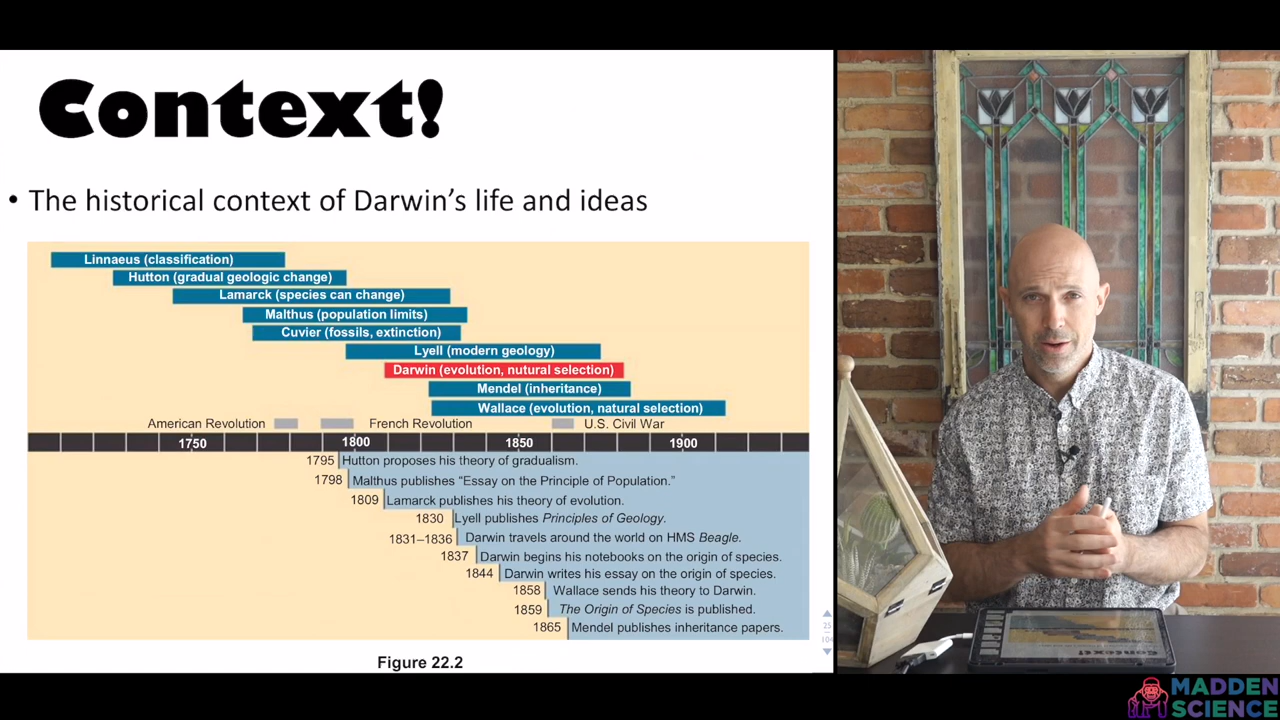 Context!
• The historical context of Darwin’s life and ideas
Linnaeus (classification)
Hutton (gradual geologic change)
Lamarck (species can change)
Malthus (population limits)
Cuvier (fossils, extinction)
Lyell (modern geology)
Darwin (evolution, nutural selection)
Mendel (inheritance)
Wallace (evolution, natural selection)
American Revolution French Revolution U.S. Civil War
1750 1800 1850 1900
1795 Hutton proposes his theory of gradualism.
1798 Malthus publishes “Essay on the Principle of Population.”
1809 Lamarck publishes his theory of evolution.
1830 Lyell publishes Principles of Geology.
1831–1836 Darwin travels around the world on HMS Beagle.
1837 Darwin begins his notebooks on the origin of species.
1844 Darwin writes his essay on the origin of species.
1858 Wallace sends his theory to Darwin.
1859 The Origin of Species is published.
1865 Mendel publishes inheritance papers.
Figure 22.2
25
104
Context!
MADDEN
SCIENCE